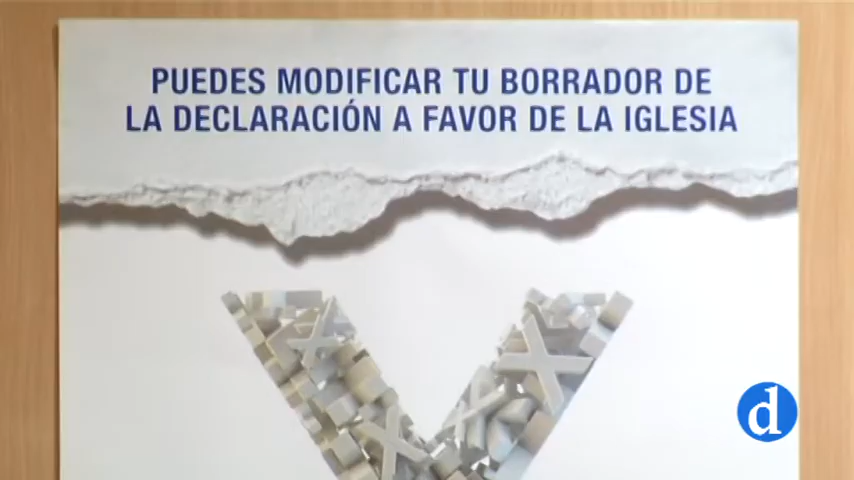 PUEDES MODIFICAR TU BORRADOR DE
LA DECLARACIÓN A FAVOR DE LA IGLESIA
d